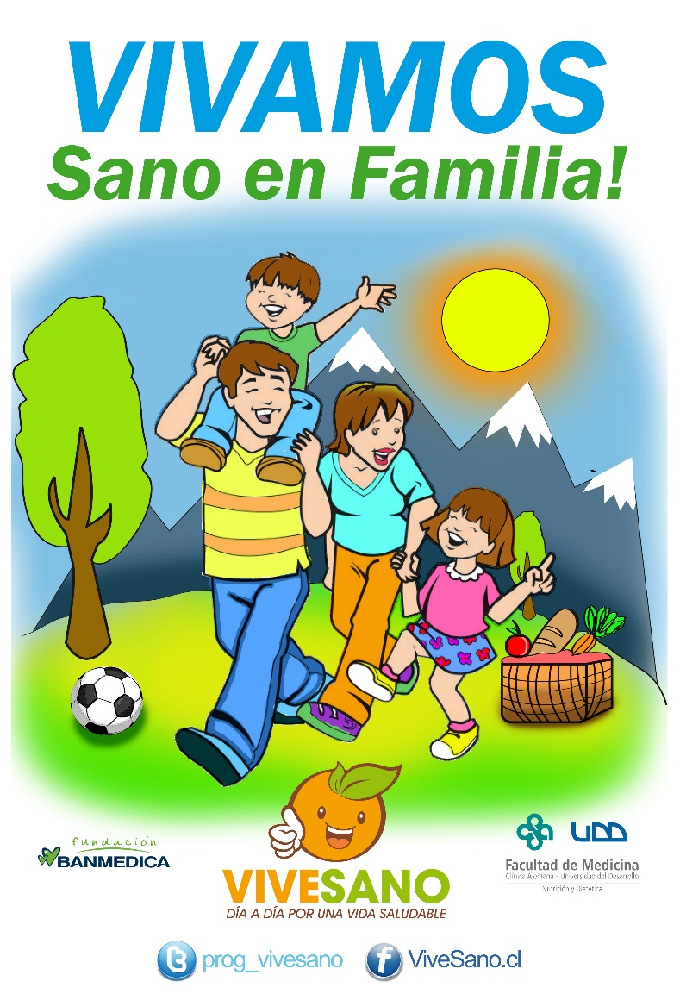 VIVAMOS
Sano en Familia!
fundación
BANMEDICA
VIVESANO
DÍA A DÍA POR UNA VIDA SALUDABLE
UDD
Facultad de Medicina
Clínica Alemana - Universidad del Desarrollo
Nutrición y Dietética
prog_vivesano
ViveSano.cl